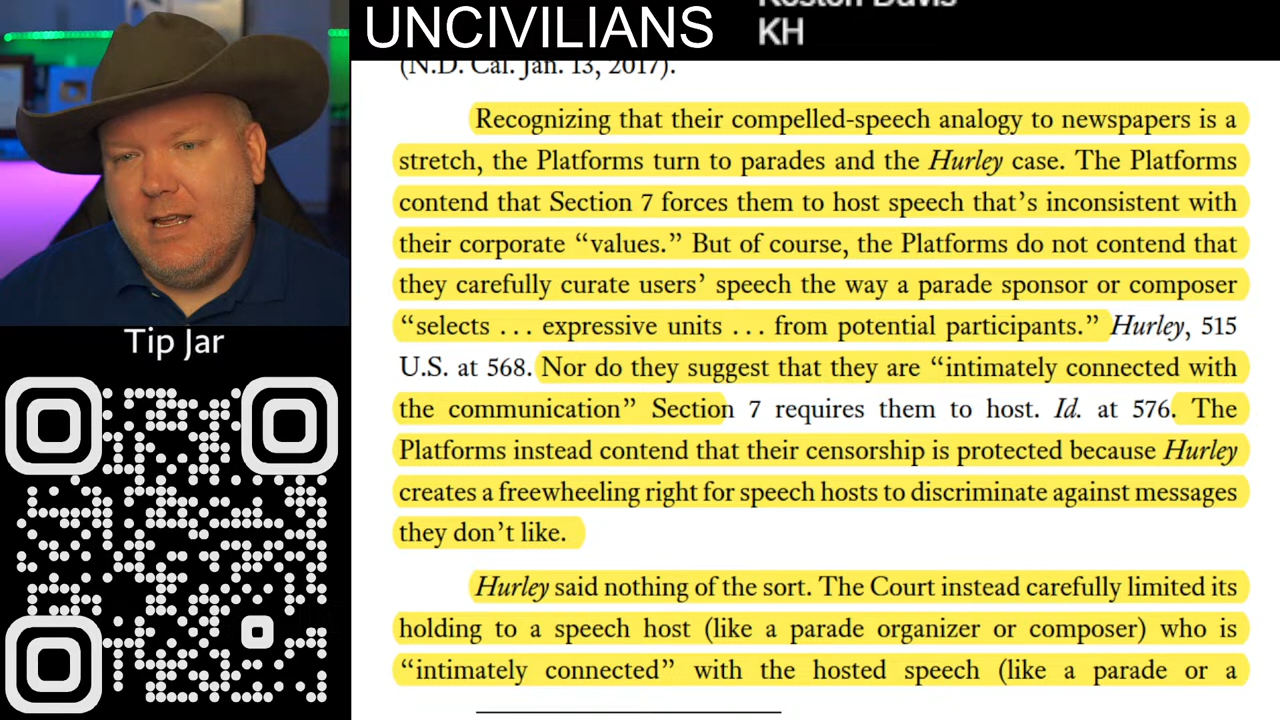 UNCIVILIANS
KH
Tip Jar
(N.D. Cal. Jan. 13, 2017).
Recognizing that their compelled-speech analogy to newspapers is a
stretch, the Platforms turn to parades and the Hurley case. The Platforms
contend that Section 7 forces them to host speech that’s inconsistent with
their corporate “values.” But of course, the Platforms do not contend that
they carefully curate users’ speech the way a parade sponsor or composer
“selects . . . expressive units . . . from potential participants.” Hurley, 515
U.S. at 568. Nor do they suggest that they are “intimately connected with
the communication” Section 7 requires them to host. Id. at 576. The
Platforms instead contend that their censorship is protected because Hurley
creates a freewheeling right for speech hosts to discriminate against messages
they don’t like.
Hurley said nothing of the sort. The Court instead carefully limited its
holding to a speech host (like a parade organizer or composer) who is
“intimately connected” with the hosted speech (like a parade or a